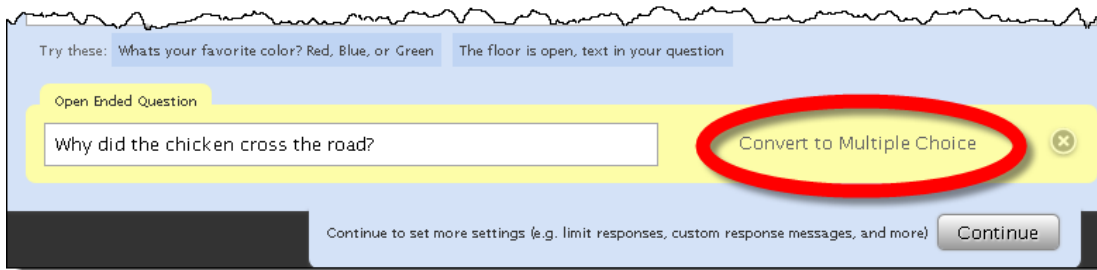 Try these: Whats your favorite color? Red, Blue, or Green The floor is open, text in your question
Open Ended Question
Why did the chicken cross the road? Convert to Multiple Choice
Continue to set more settings (e.g. limit responses, custom response messages, and more) Continue